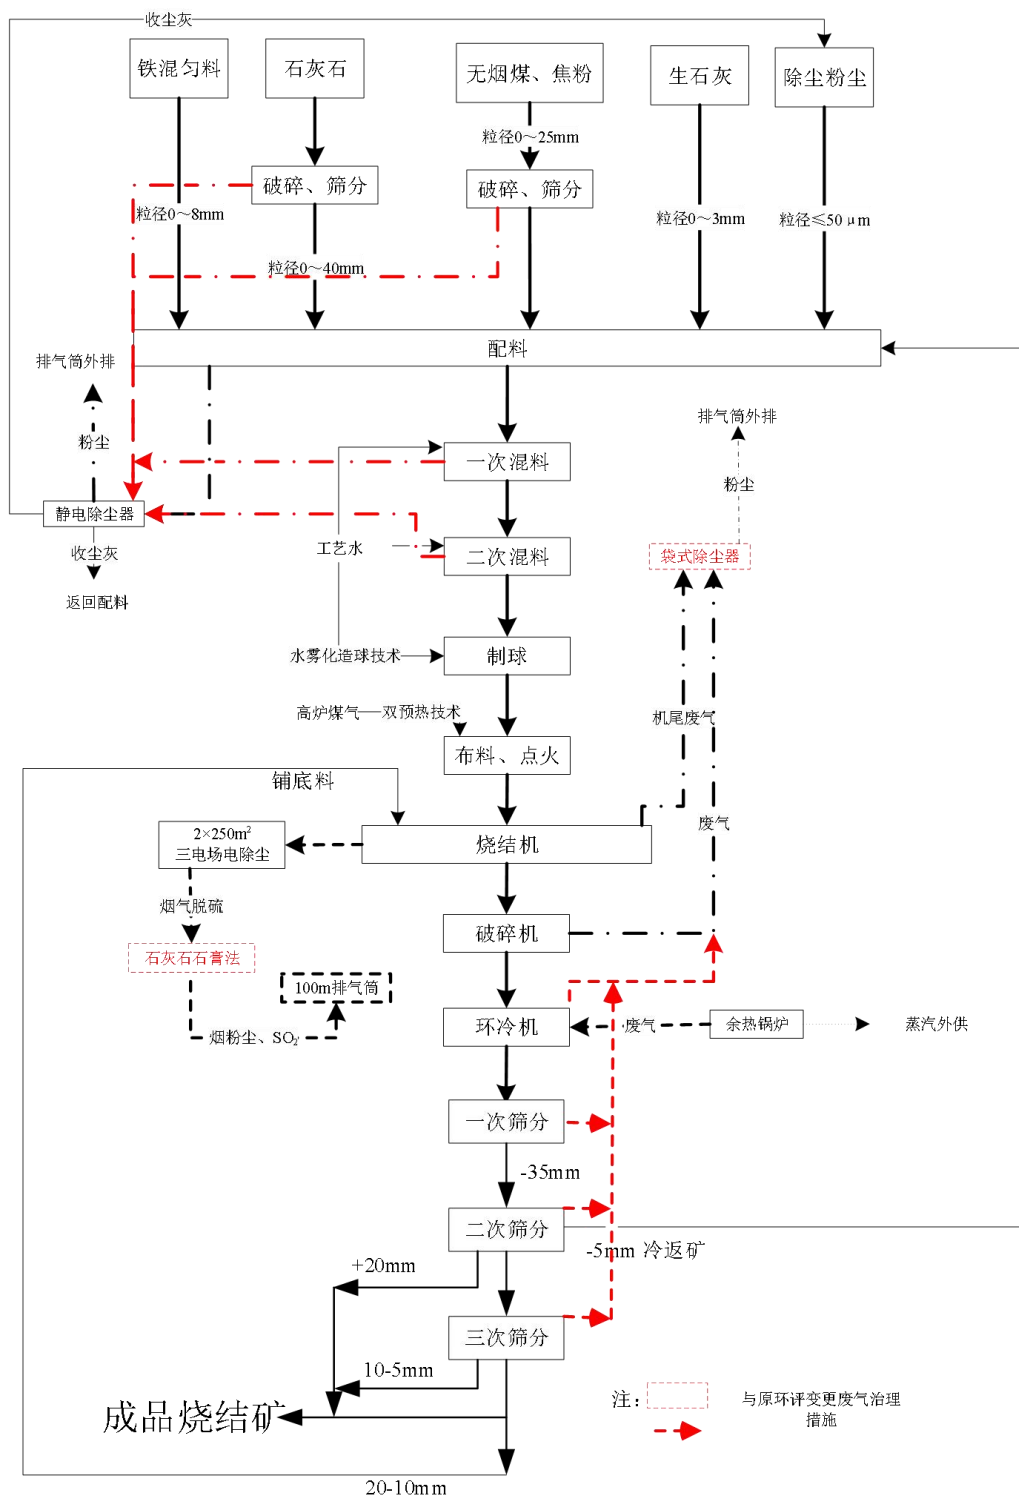 收尘灰
铁混匀料
石灰石
无烟煤、焦粉
生石灰
除尘粉尘
粒径0～25mm
破碎、筛分
破碎、筛分
粒径0～8mm
粒径0～3mm
粒径≤50μm
粒径0～40mm
配料
排气筒外排
排气筒外排
粉尘
一次混料
粉尘
静电除尘器
收尘灰
工艺水
二次混料
袋式除尘器
返回配料
水雾化造球技术
制球
高炉煤气——双预热技术
机尾废气
布料、点火
铺底料
2×250m²
三电场电除尘
烧结机
废气
烟气脱硫
破碎机
石灰石石膏法
100m排气筒
烟粉尘、SO₂
环冷机
废气
余热锅炉
蒸汽外供
一次筛分
-35mm
二次筛分
-5mm 冷返矿
+20mm
三次筛分
10-5mm
成品烧结矿
注：
与原环评变更废气治理
措施
20-10mm